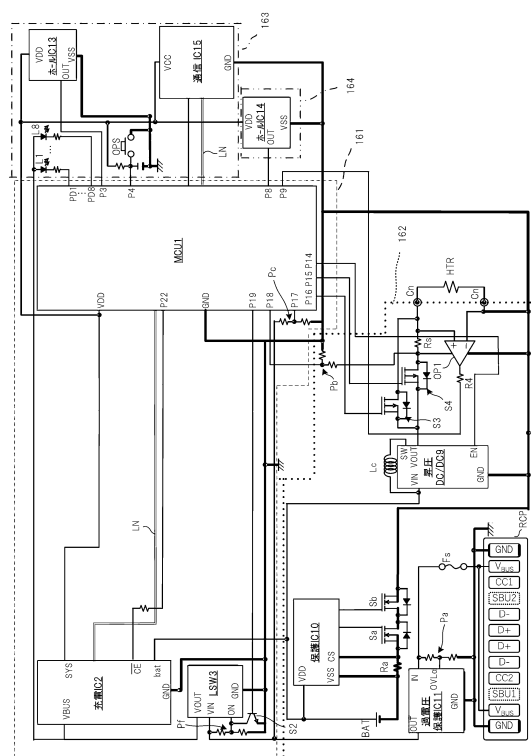 163
ホールIC13
VDD
VSS
OUT
通信 IC15
VCC
GND
164
ホールIC14
VDD
VSS
OUT
OPS
LN
161
L8
L1
PD1
PD8
P3
P4
P8
P9
MCU1
VDD
P22
GND
P19
P18
P17
P16
P15
P14
Pc
Pb
162
HTR
Cn
Cn
Rs
OP1
R4
S4
S3
Lc
SW
VIN
VOUT
EN
昇圧
DC/DC9
GND
LN
充電IC2
SYS
VBUS
CE
bat
GND
LSW3
VOUT
VIN
ON
GND
Pf
S2
保護IC10
VDD
VSS
CS
Sb
Sa
Ra
BAT
過電圧
保護IC11
OUT
IN
OVLo
GND
Pa
Fs
RCP
GND
VBUS
CC1
SBU2
D-
D+
D+
D-
CC2
SBU1
VBUS
GND